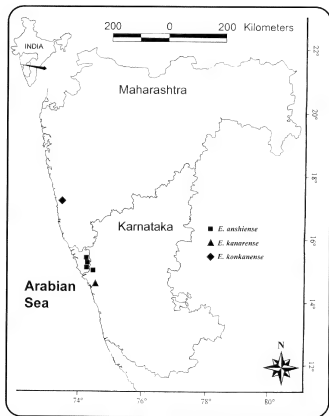 200 0 200 Kilometers
INDIA
22°
Maharashtra
20°
18°
Karnataka
E. anshiense
E. kanarense
E. konkanense
16°
Arabian
Sea
14°
N
12°
74° 76° 78° 80°